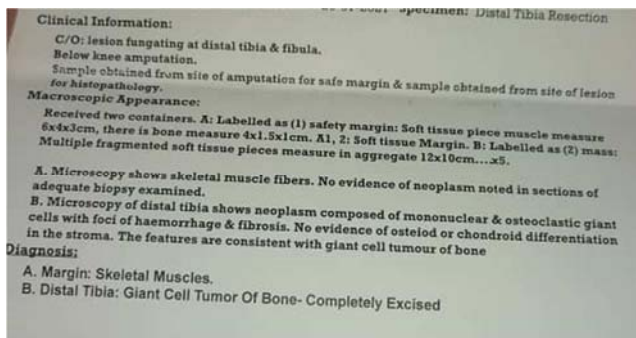 Specimen: Distal Tibia Resection
Clinical Information:
C/O: lesion fungating at distal tibia & fibula.
Below knee amputation.
Sample obtained from site of amputation for safe margin & sample obtained from site of lesion
for histopathology.
Macroscopic Appearance:
Received two containers. A: Labelled as (1) safety margin: Soft tissue piece muscle measure
6x4x3cm, there is bone measure 4x1.5x1cm. A1, 2: Soft tissue Margin. B: Labelled as (2) mass:
Multiple fragmented soft tissue pieces measure in aggregate 12x10cm...x5.
A. Microscopy shows skeletal muscle fibers. No evidence of neoplasm noted in sections of
adequate biopsy examined.
B. Microscopy of distal tibia shows neoplasm composed of mononuclear & osteoclastic giant
cells with foci of haemorrhage & fibrosis. No evidence of osteiod or chondroid differentiation
in the stroma. The features are consistent with giant cell tumour of bone
Diagnosis:
A. Margin: Skeletal Muscles.
B. Distal Tibia: Giant Cell Tumor Of Bone- Completely Excised